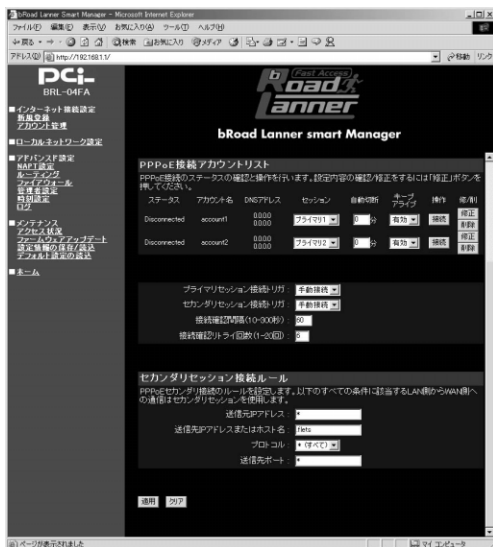 bRoad Lanner Smart Manager - Microsoft Internet Explorer
ファイル(F) 編集(E) 表示(V) お気に入り(A) ツール(T) ヘルプ(H)
戻る 検索 お気に入り メディア
アドレス(D) http://192.168.1.1/ 移動 リンク
PCi
BRL-04FA
■インターネット接続設定
新規登録
アカウント管理
■ローカルネットワーク設定
■アドバンスド設定
NAPT設定
ルーティング
ファイアウォール
管理者設定
時刻設定
ログ
■メンテナンス
アクセス状況
ファームウェアアップデート
設定情報の保存/読込
デフォルト設定の読込
■ホーム
bRoad (Fast Access)
Lanner
bRoad Lanner smart Manager
PPPoE接続アカウントリスト
PPPoE接続のステータスの確認と操作を行います。設定内容の確認/修正をするには「修正」ボタンを押してください。
ステータス アカウント名 DNSアドレス セッション 自動切断 キープアライブ 操作 修/削
Disconnected account1 0.0.0.0 0.0.0.0 プライマリ1 0 分 有効 接続 修正 削除
Disconnected account2 0.0.0.0 0.0.0.0 プライマリ2 0 分 有効 接続 修正 削除
プライマリセッション接続トリガ : 手動接続
セカンダリセッション接続トリガ : 手動接続
接続確認間隔(10-300秒) : 60
接続確認リトライ回数(1-20回) : 6
セカンダリセッション接続ルール
PPPoEセカンダリ接続のルールを設定します。以下のすべての条件に該当するLAN側からWAN側への通信はセカンダリセッションを使用します。
送信元IPアドレス : *
送信先IPアドレスまたはホスト名 : .flets
プロトコル : * (すべて)
送信先ポート : *
適用 クリア
ページが表示されました マイ コンピュータ